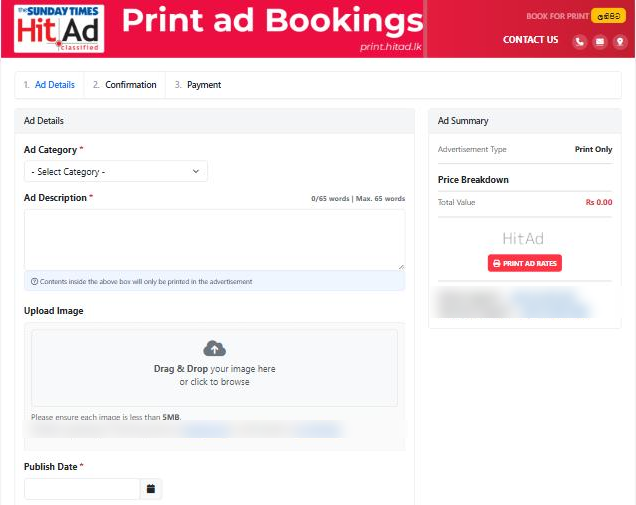 the SUNDAY TIMES
Hit Ad
classified
Print ad Bookings
print.hitad.lk
BOOK FOR PRINT
CONTACT US
1. Ad Details
2. Confirmation
3. Payment
Ad Details
Ad Category *
- Select Category -
Ad Description *
0/65 words | Max. 65 words
Contents inside the above box will only be printed in the advertisement
Upload Image
Drag & Drop your image here
or click to browse
Please ensure each image is less than 5MB.
Publish Date *
Ad Summary
Advertisement Type
Print Only
Price Breakdown
Total Value
Rs 0.00
HitAd
PRINT AD RATES